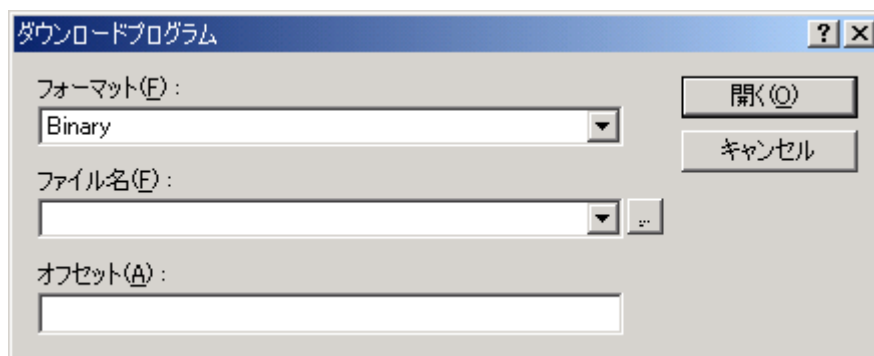 ダウンロードプログラム
フォーマット(F):
開く(O)
Binary
キャンセル
ファイル名(F):
...
オフセット(A):